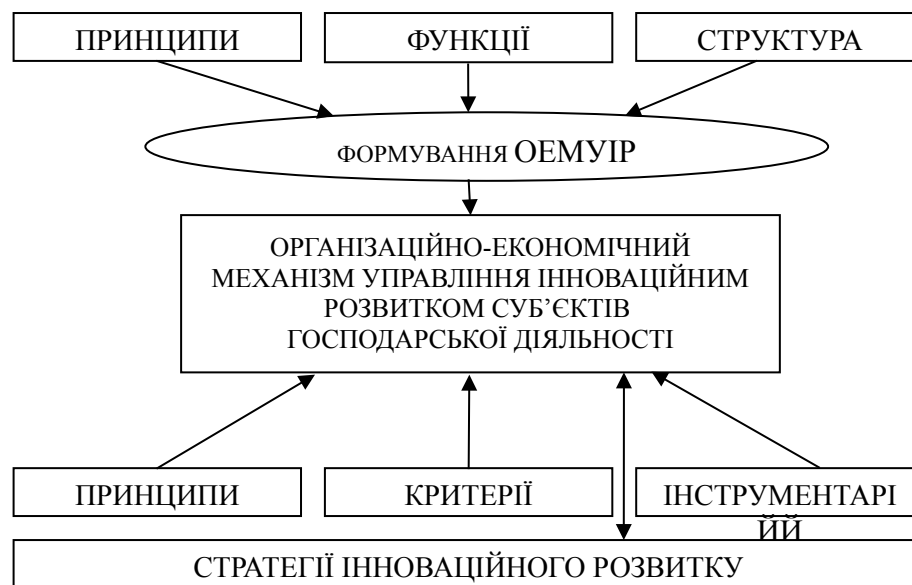 ПРИНЦИПИ
ФУНКЦІЇ
СТРУКТУРА
ФОРМУВАННЯ ОЕМУІР
ОРГАНІЗАЦІЙНО-ЕКОНОМІЧНИЙ
МЕХАНІЗМ УПРАВЛІННЯ ІННОВАЦІЙНИМ
РОЗВИТКОМ СУБ’ЄКТІВ
ГОСПОДАРСЬКОЇ ДІЯЛЬНОСТІ
ПРИНЦИПИ
КРИТЕРІЇ
ІНСТРУМЕНТАРІ
ЙЙ
СТРАТЕГІЇ ІННОВАЦІЙНОГО РОЗВИТКУ